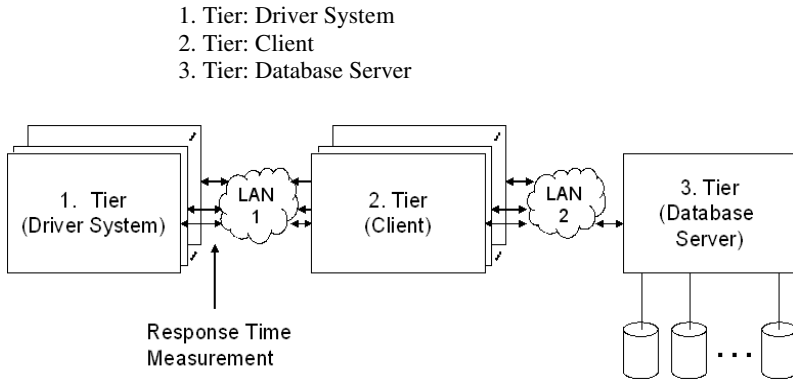 1. Tier: Driver System
2. Tier: Client
3. Tier: Database Server
1. Tier
(Driver System)
LAN
1
2. Tier
(Client)
LAN
2
3. Tier
(Database
Server)
Response Time
Measurement
...